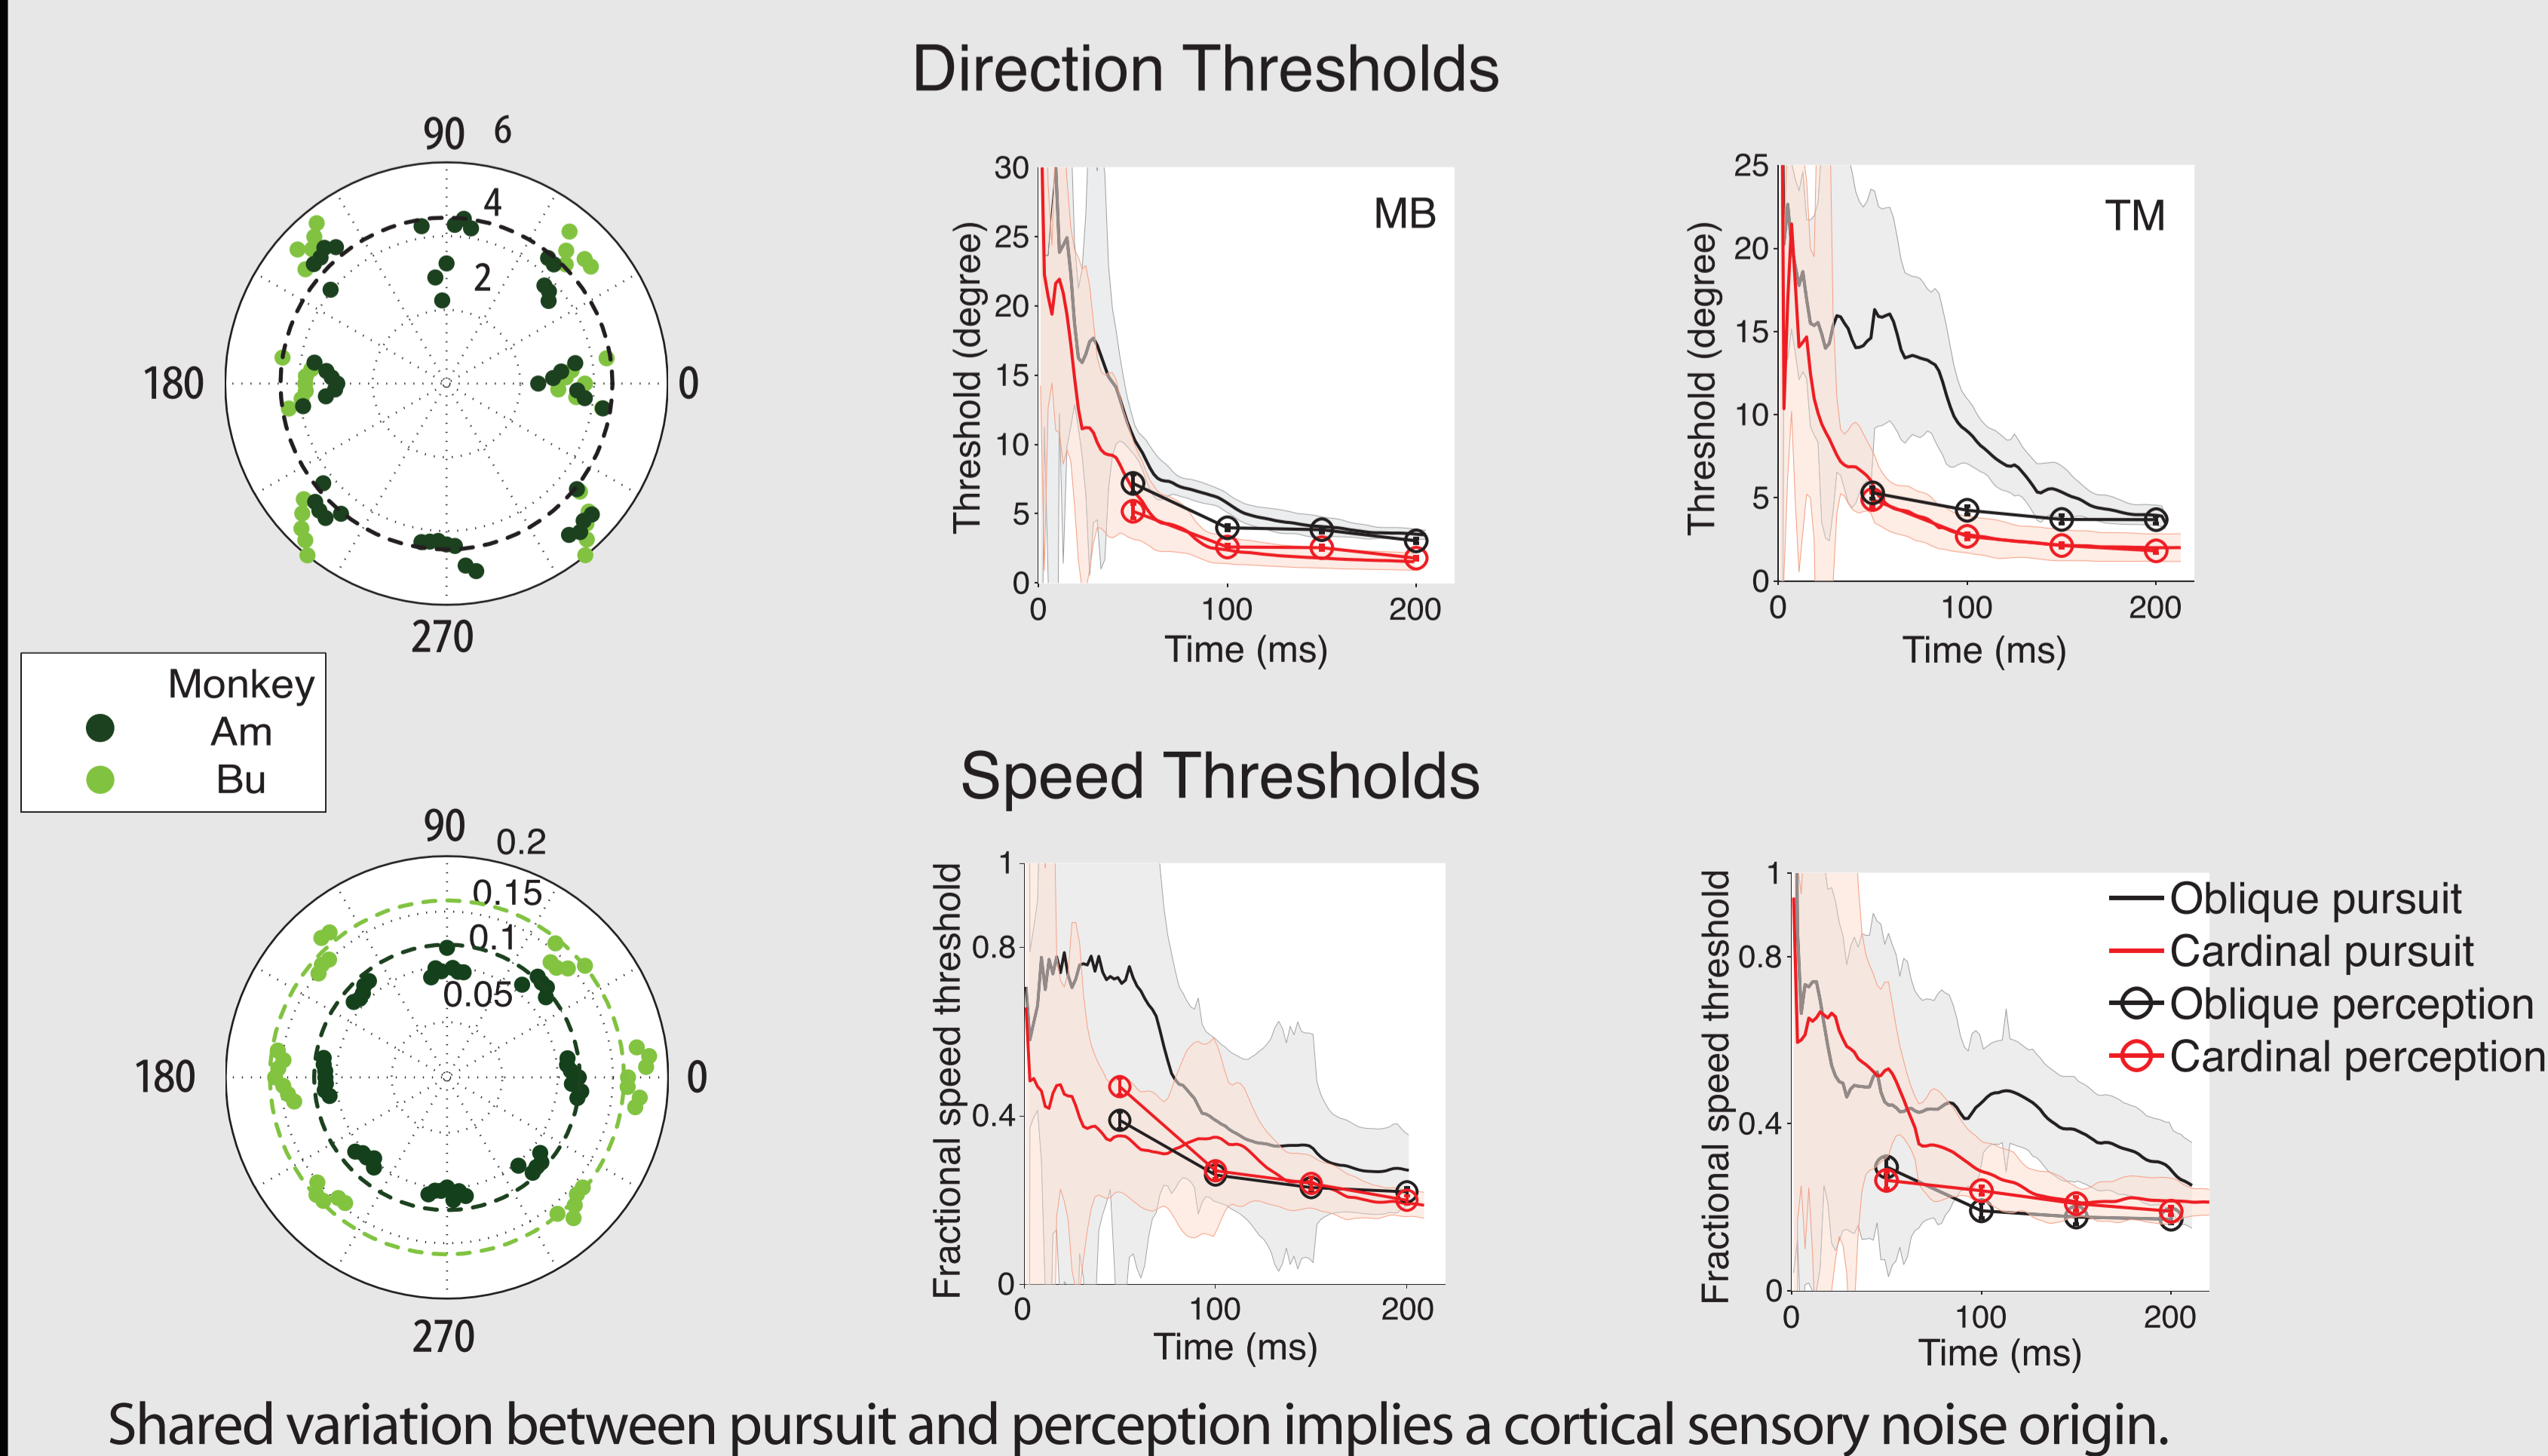 Direction Thresholds
90 6
4
2
180
0
270
30
25
20
15
10
5
0
0 100 200
Threshold (degree)
Time (ms)
MB
25
20
15
10
5
0
0 100 200
Threshold (degree)
Time (ms)
TM
Monkey
Am
Bu
Speed Thresholds
90 0.2
0.15
0.1
0.05
180
0
270
1
0.8
0.4
0
0 100 200
Fractional speed threshold
Time (ms)
1
0.8
0.4
0
0 100 200
Fractional speed threshold
Time (ms)
Oblique pursuit
Cardinal pursuit
Oblique perception
Cardinal perception
Shared variation between pursuit and perception implies a cortical sensory noise origin.